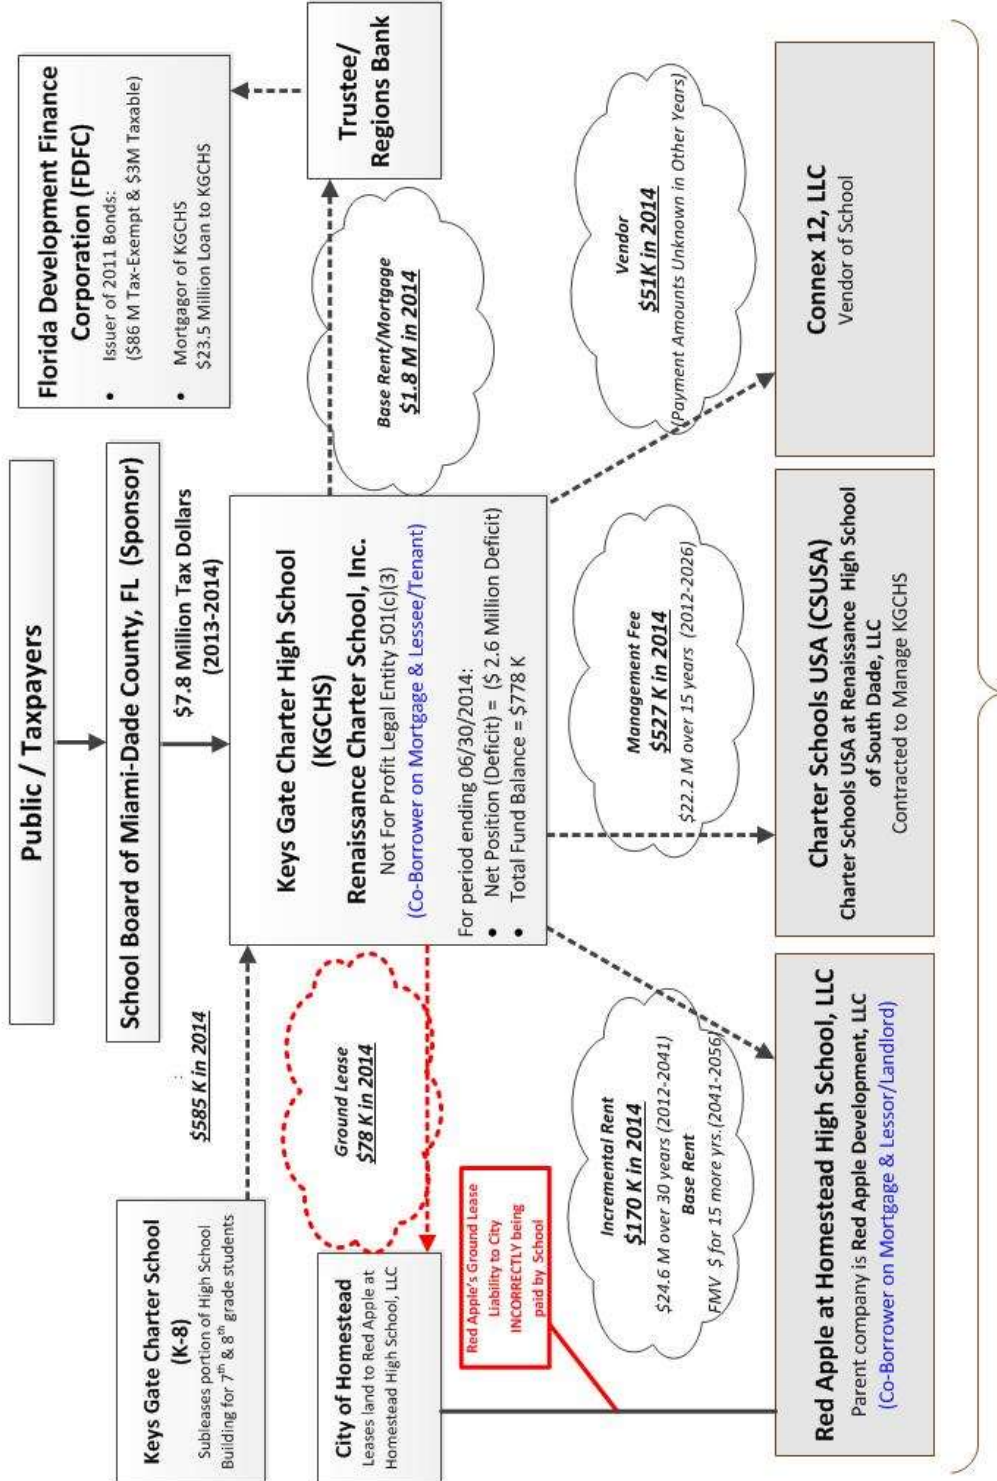 Public / Taxpayers
School Board of Miami-Dade County, FL  (Sponsor)
$7.8 Million Tax Dollars
(2013-2014)
Florida Development Finance
Corporation (FDFC)
• Issuer of 2011 Bonds:
($86 M Tax-Exempt & $3M Taxable)
• Mortgagor of KGCHS
$23.5 Million Loan to KGCHS
Trustee/
Regions Bank
Base Rent/Mortgage
$1.8 M in 2014
Keys Gate Charter School
(K-8)
Subleases portion of High School
Building for 7th & 8th grade students
$585 K in 2014
Keys Gate Charter High School
(KGCHS)
Renaissance Charter School, Inc.
Not For Profit Legal Entity 501(c)(3)
(Co-Borrower on Mortgage & Lessee/Tenant)
For period ending 06/30/2014:
• Net Position (Deficit) = ($ 2.6 Million Deficit)
• Total Fund Balance = $778 K
Ground Lease
$78 K in 2014
City of Homestead
Leases land to Red Apple at
Homestead High School, LLC
Red Apple's Ground Lease
Liability to City
INCORRECTLY being
paid by School
Incremental Rent
$170 K in 2014
$24.6 M over 30 years (2012-2041)
Base Rent
FMV $ for 15 more yrs.(2041-2056)
Management Fee
$527 K in 2014
$22.2 M over 15 years (2012-2026)
Vendor
$51K in 2014
(Payment Amounts Unknown in Other Years)
Red Apple at Homestead High School, LLC
Parent company is Red Apple Development, LLC
(Co-Borrower on Mortgage & Lessor/Landlord)
Charter Schools USA (CSUSA)
Charter Schools USA at Renaissance High School
of South Dade, LLC
Contracted to Manage KGCHS
Connex 12, LLC
Vendor of School